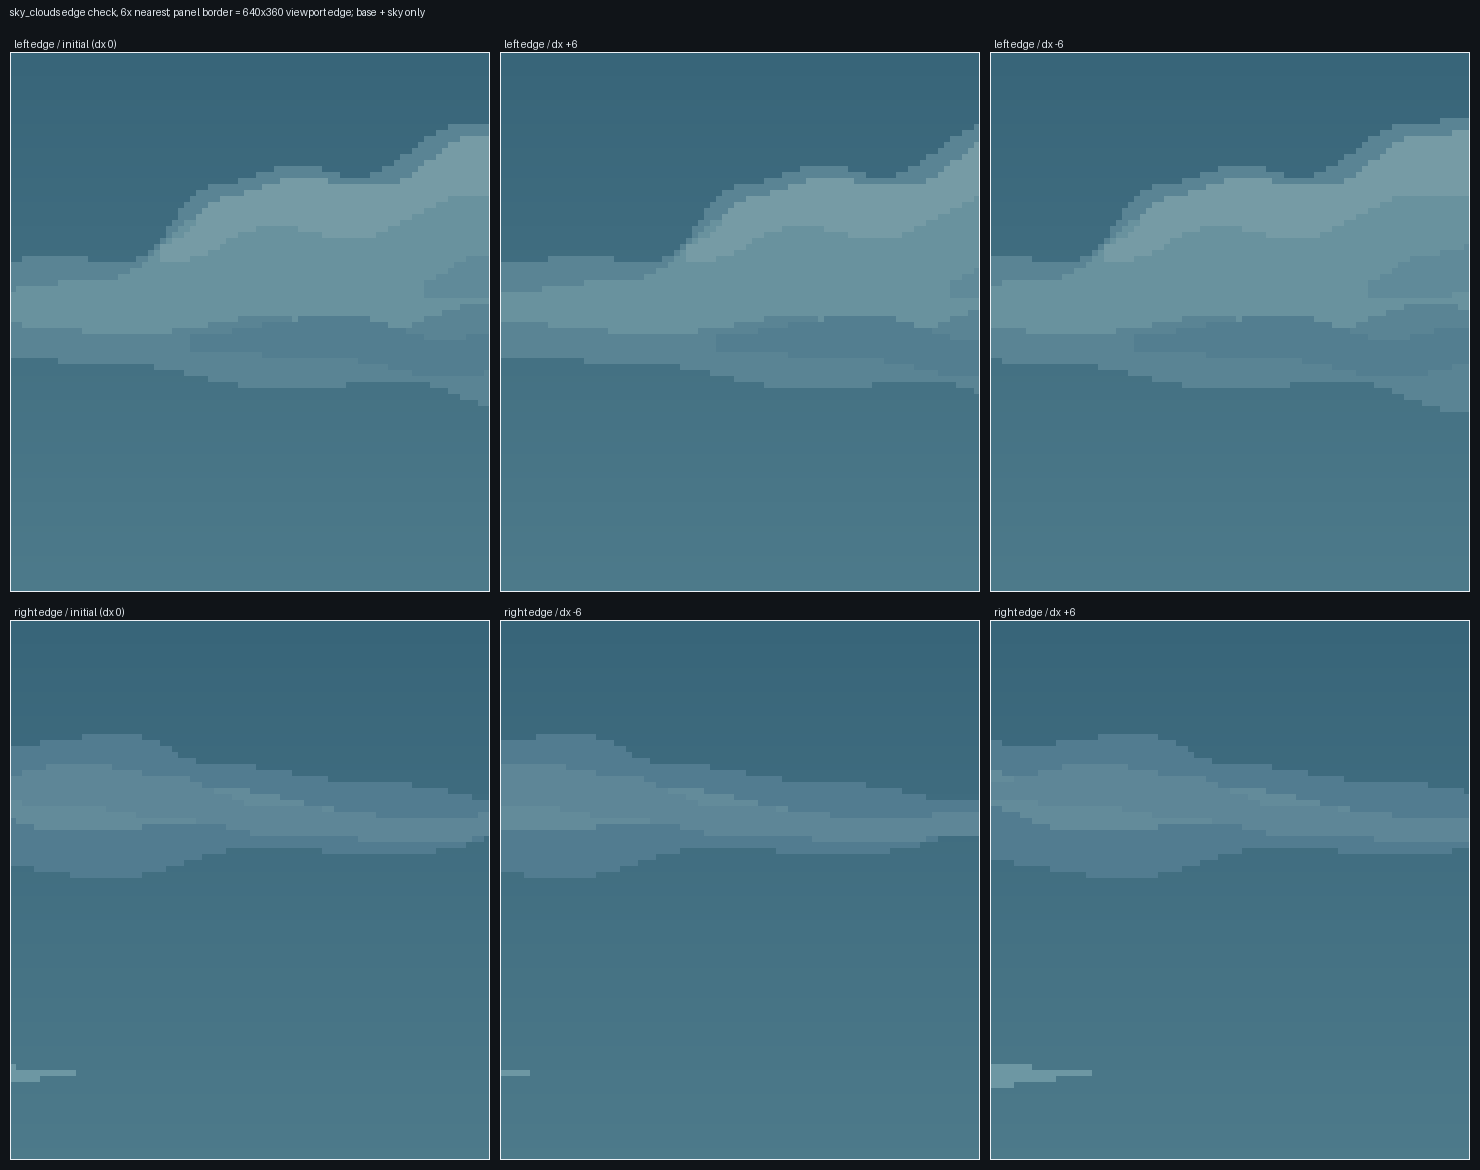 sky_clouds edge check, 6x nearest; panel border = 640x360 viewport edge; base + sky only
left edge / initial (dx 0)
left edge / dx +6
left edge / dx -6
right edge / initial (dx 0)
right edge / dx -6
right edge / dx +6